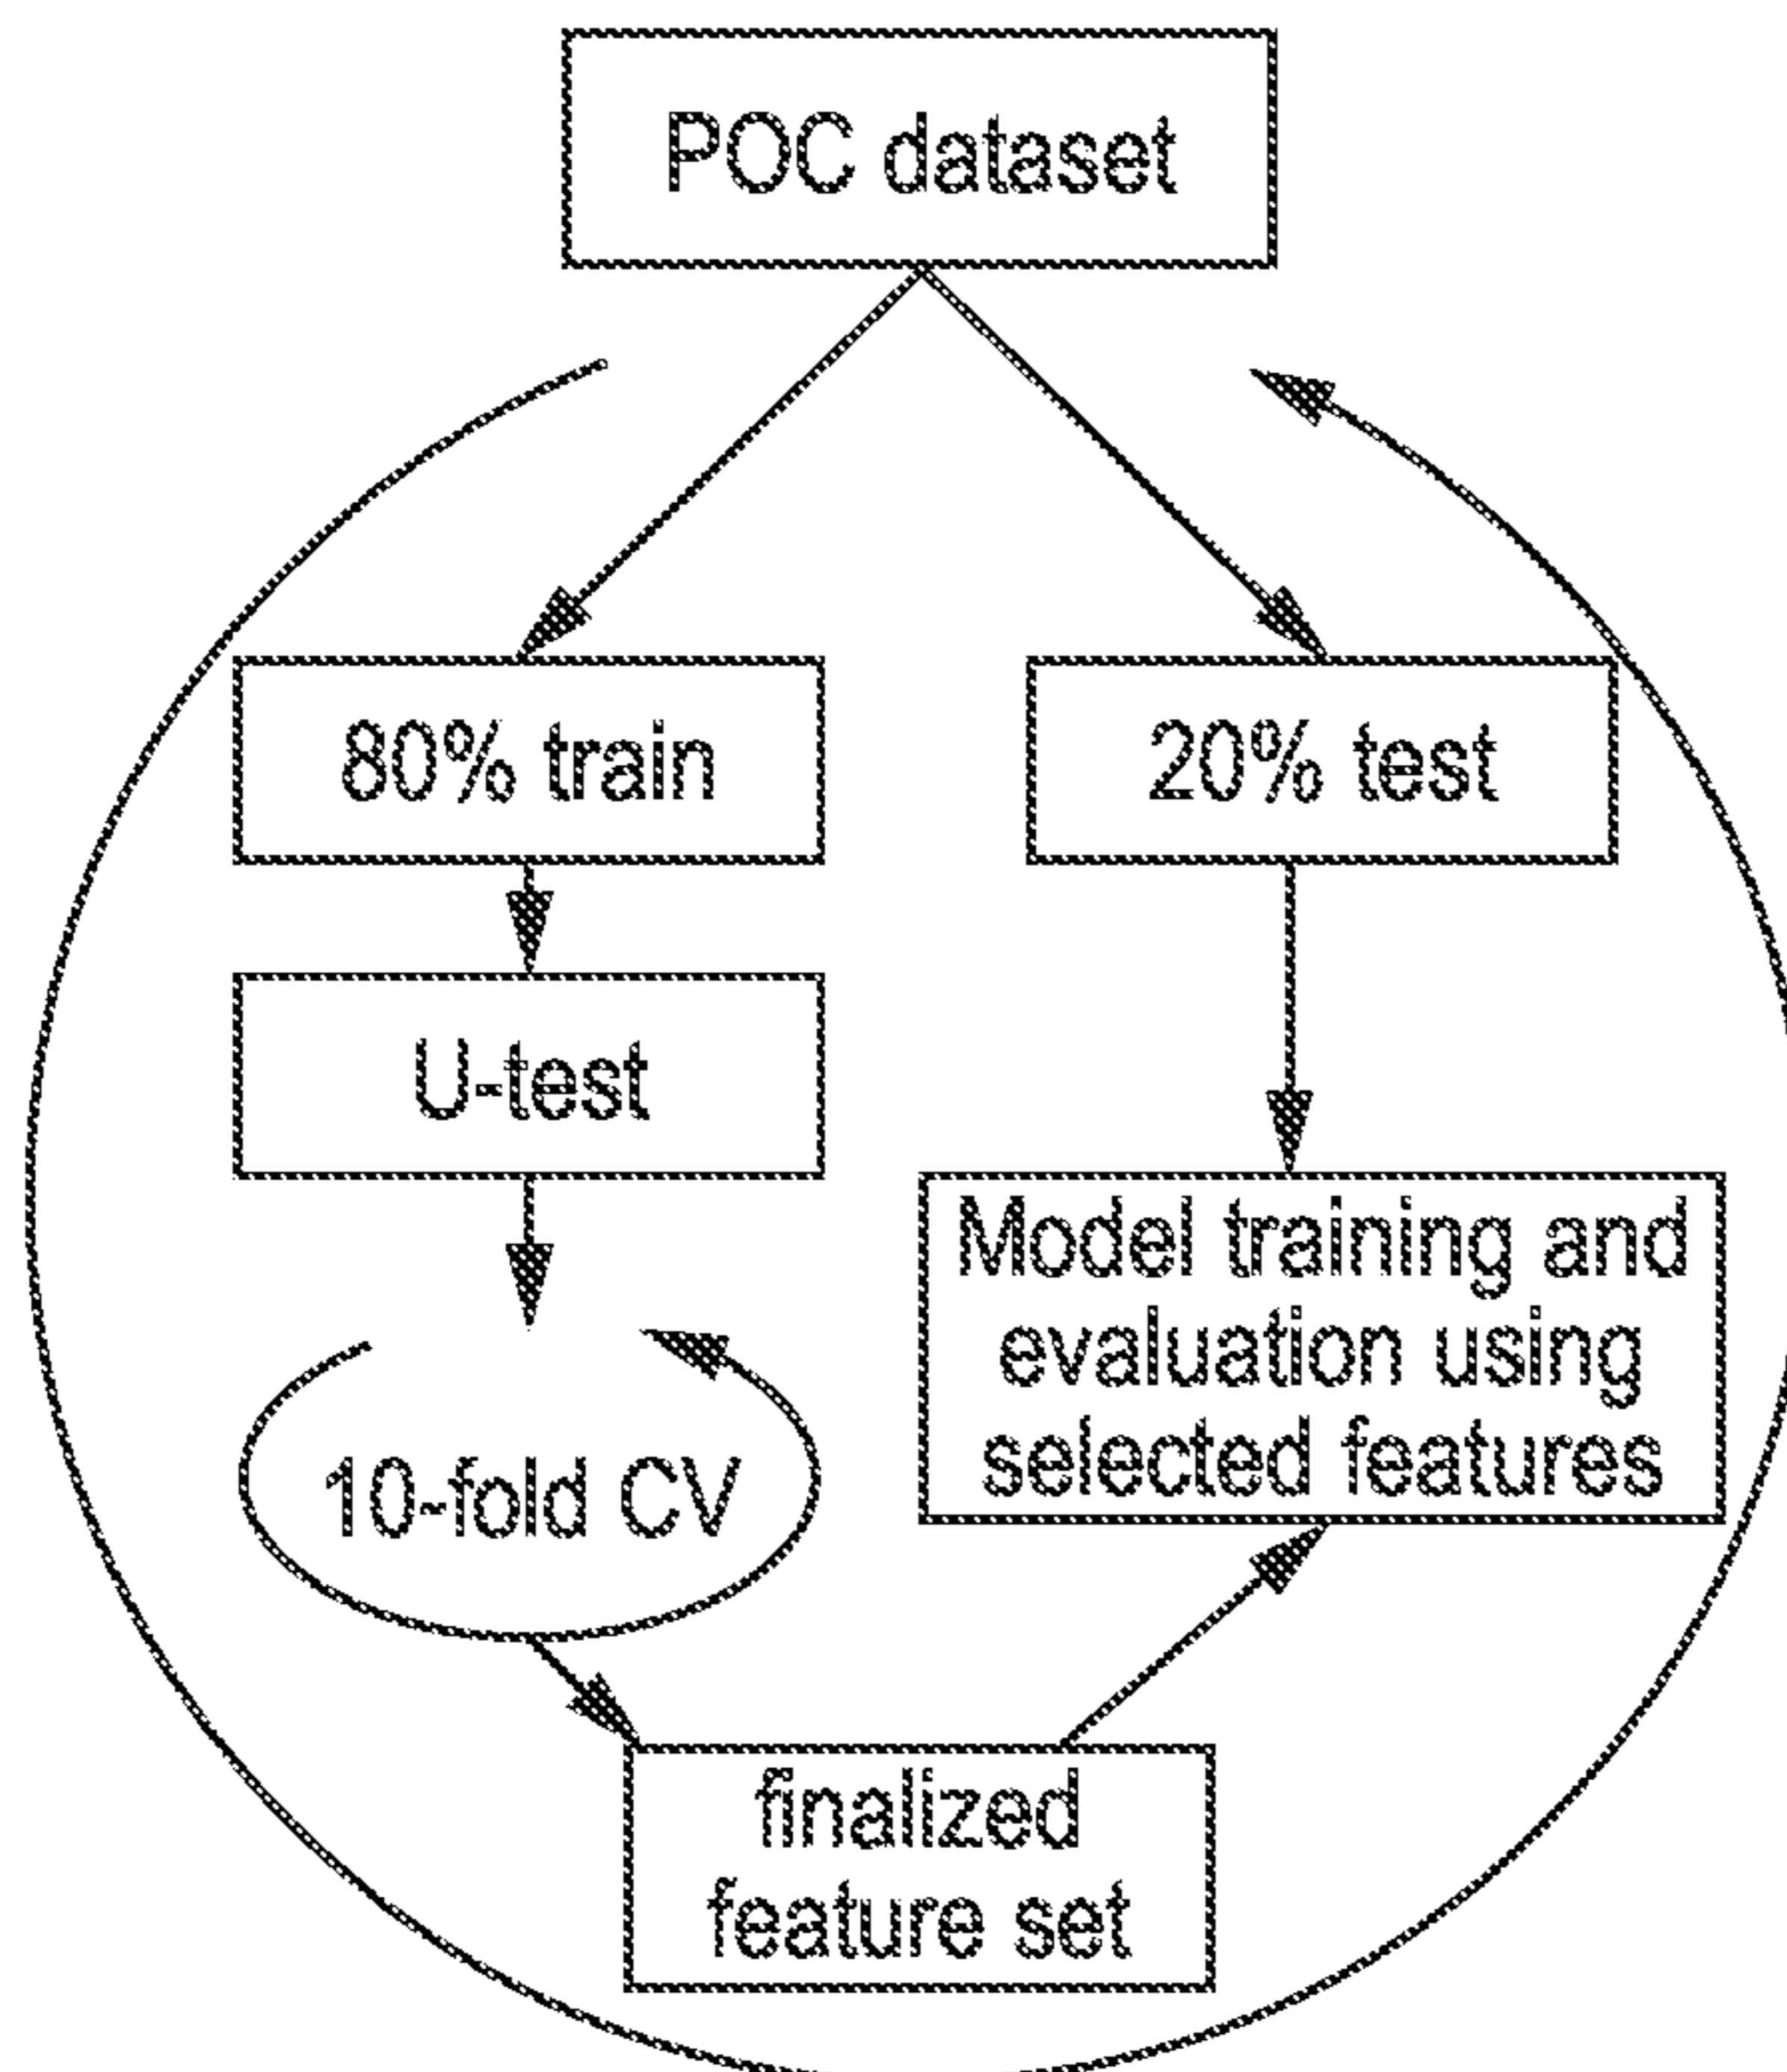 POC dataset
80% train
20% test
U-test
Model training and
evaluation using
selected features
10-fold CV
finalized
feature set